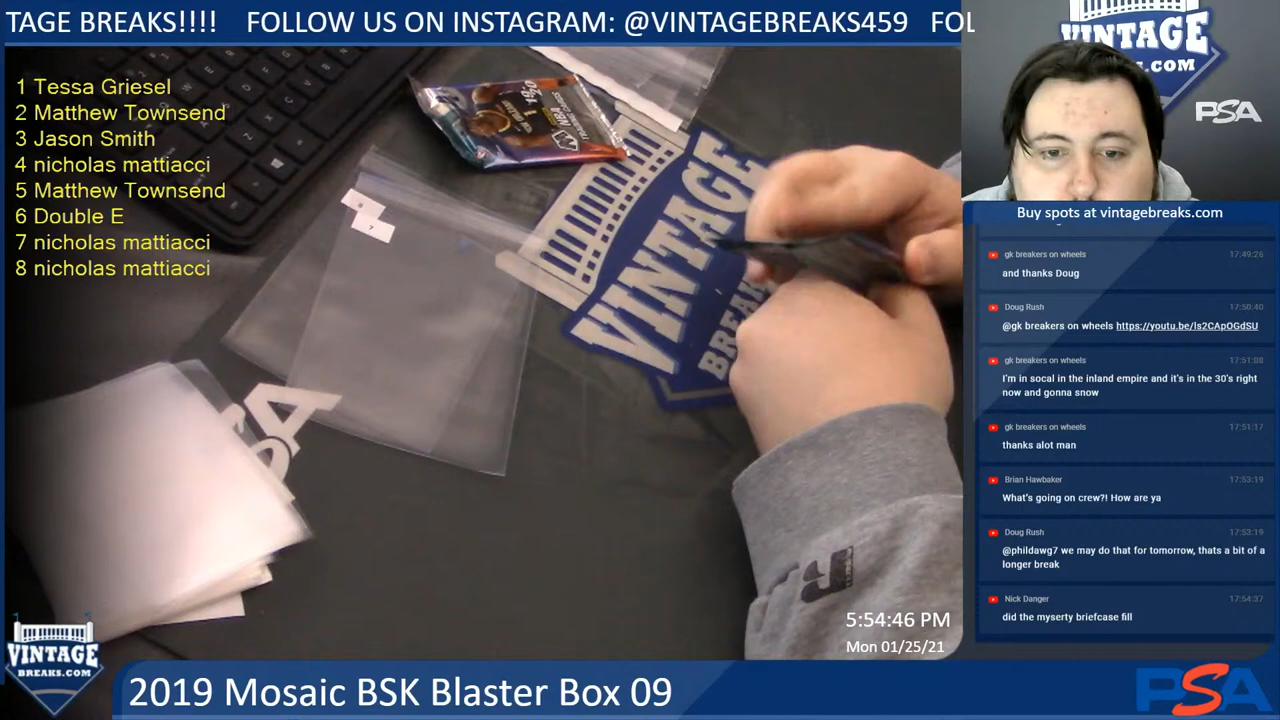 TAGE BREAKS!!!! FOLLOW US ON INSTAGRAM: @VINTAGEBREAKS459 FOL
1 Tessa Griesel
2 Matthew Townsend
3 Jason Smith
4 nicholas mattiacci
5 Matthew Townsend
6 Double E
7 nicholas mattiacci
8 nicholas mattiacci
NBA
VINTAGE
BREAK
SA
7
VINTAGE
.COM
PSA
Buy spots at vintagebreaks.com
gk breakers on wheels 17:49:26
and thanks Doug
Doug Rush 17:50:40
@gk breakers on wheels https://youtu.be/ls2CApOGdSU
gk breakers on wheels 17:51:08
I'm in socal in the inland empire and it's in the 30's right
now and gonna snow
gk breakers on wheels 17:51:17
thanks alot man
Brian Hawbaker 17:53:19
What's going on crew?! How are ya
Doug Rush 17:53:19
@phildawg7 we may do that for tomorrow, thats a bit of a
longer break
Nick Danger 17:54:37
did the myserty briefcase fill
5:54:46 PM
Mon 01/25/21
VINTAGE
BREAKS.COM
2019 Mosaic BSK Blaster Box 09
PSA